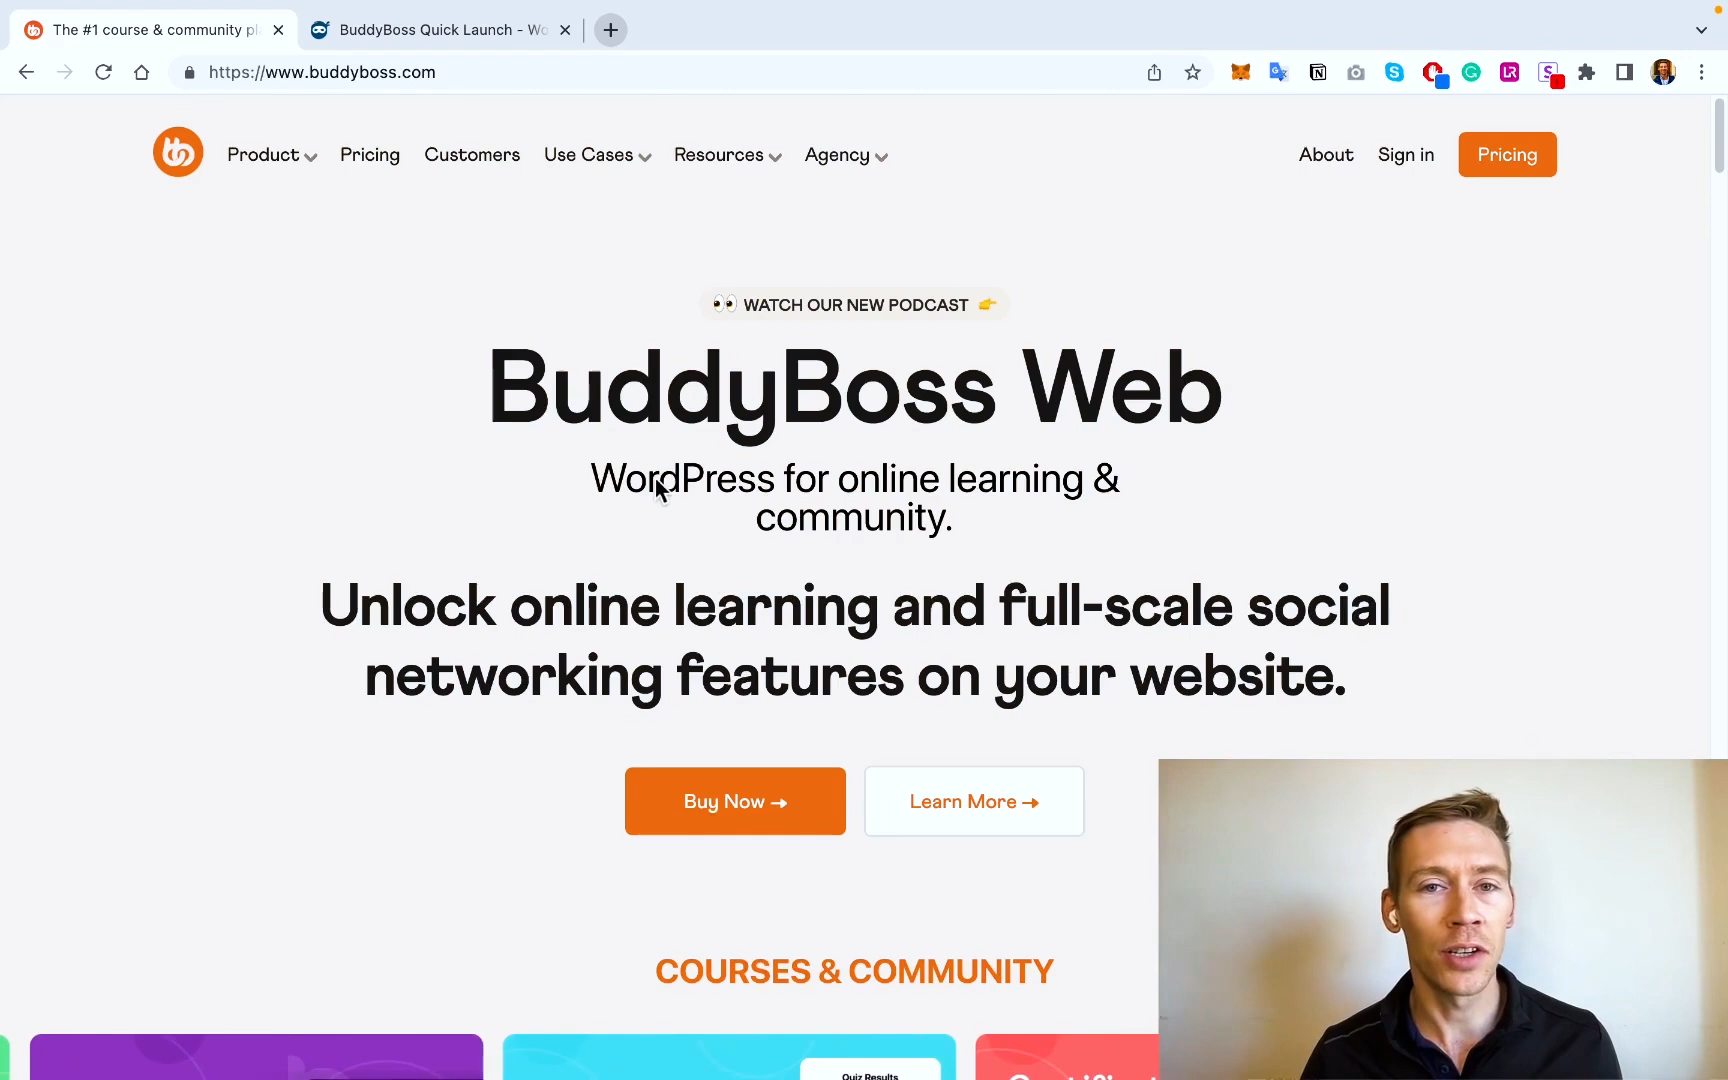 The #1 course & community pl
BuddyBoss Quick Launch - Wo
https://www.buddyboss.com
Product
Pricing
Customers
Use Cases
Resources
Agency
About
Sign in
Pricing
👀 WATCH OUR NEW PODCAST 👉
BuddyBoss Web
WordPress for online learning &
community.
Unlock online learning and full-scale social
networking features on your website.
Buy Now →
Learn More →
COURSES & COMMUNITY
Quiz Results